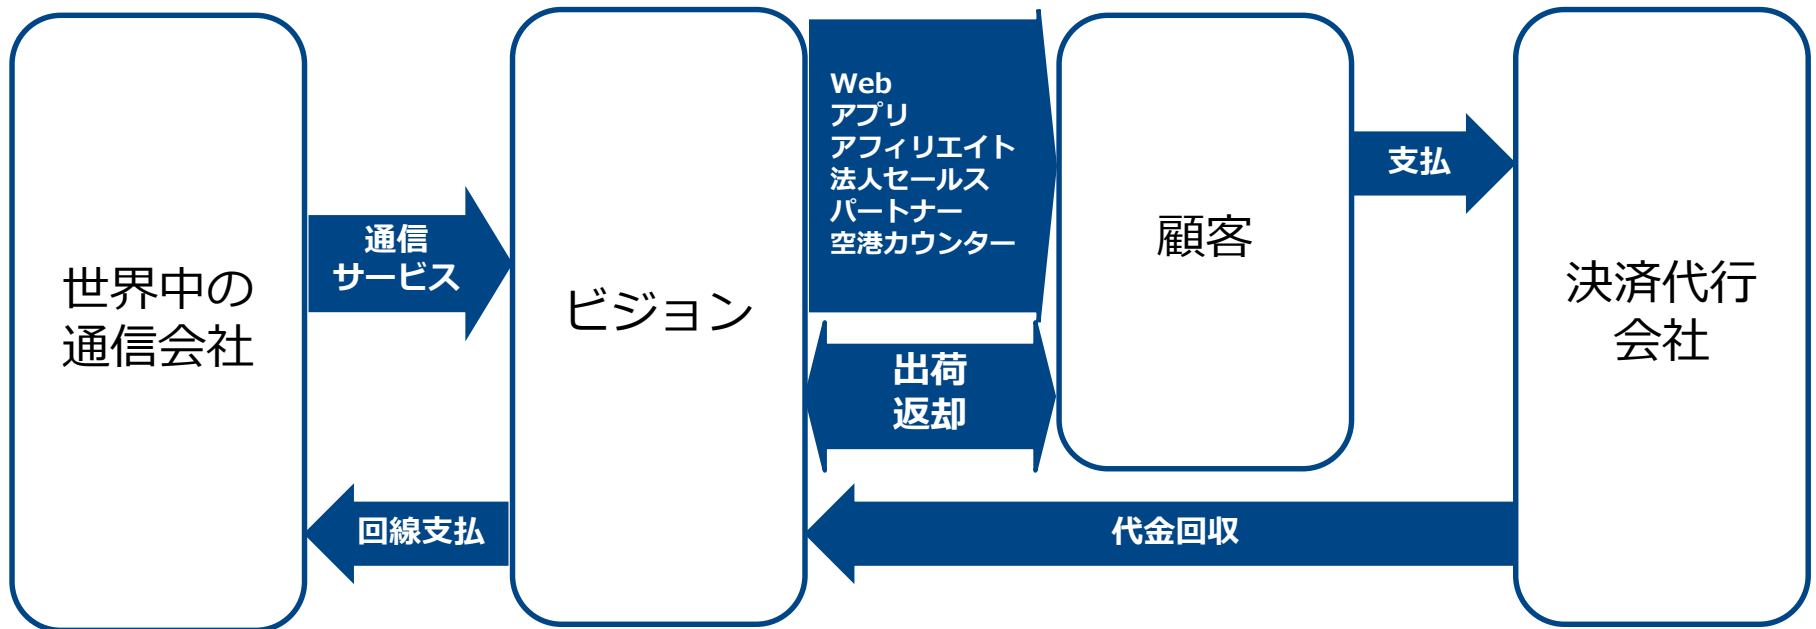 世界中の
通信会社
通信
サービス
回線支払
ビジョン
Web
アプリ
アフィリエイト
法人セールス
パートナー
空港カウンター
出荷
返却
顧客
支払
代金回収
決済代行
会社